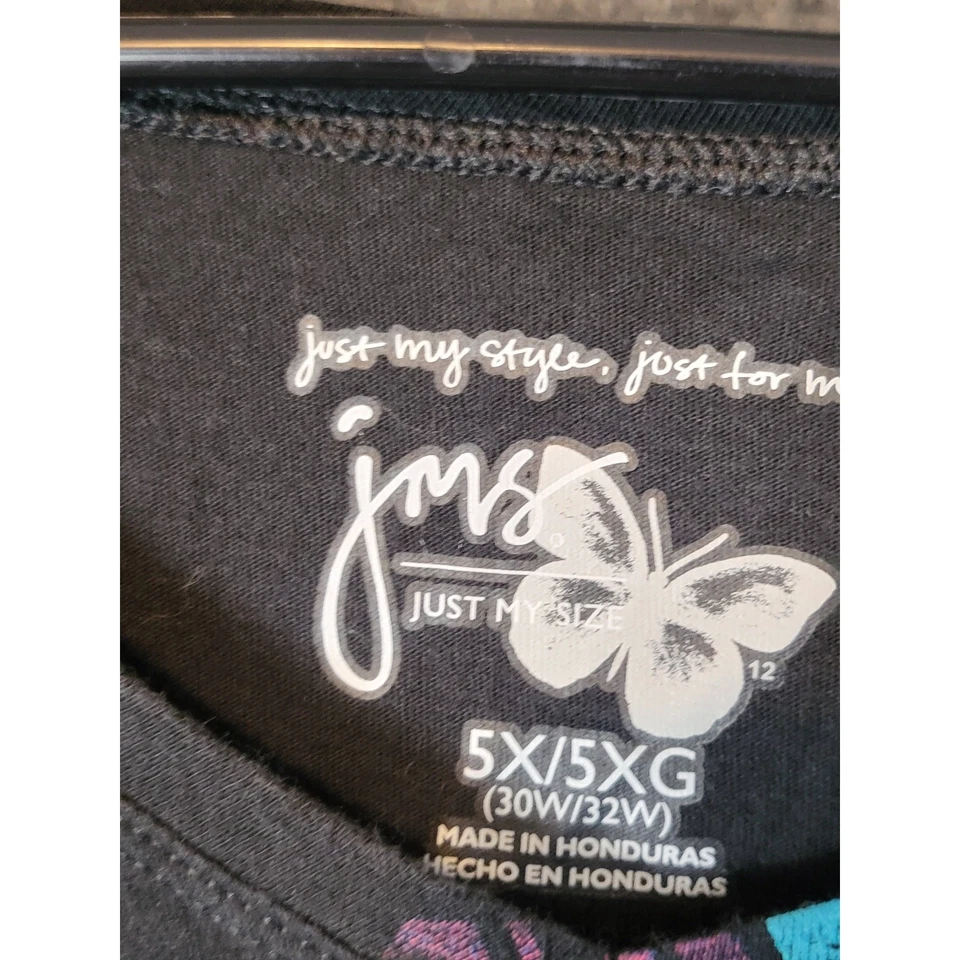 just my style, just for m
jms
JUST MY SIZE
12
5X/5XG
(30W/32W)
MADE IN HONDURAS
HECHO EN HONDURAS